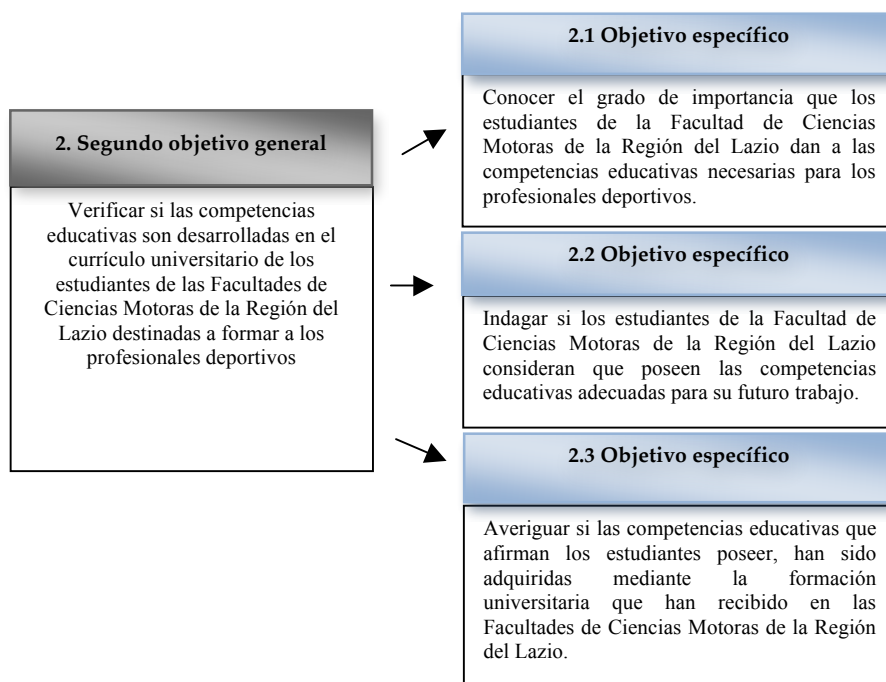 2. Segundo objetivo general
Verificar si las competencias
educativas son desarrolladas en el
currículo universitario de los
estudiantes de las Facultades de
Ciencias Motoras de la Región del
Lazio destinadas a formar a los
profesionales deportivos
2.1 Objetivo específico
Conocer el grado de importancia que los
estudiantes de la Facultad de Ciencias
Motoras de la Región del Lazio dan a las
competencias educativas necesarias para los
profesionales deportivos.
2.2 Objetivo específico
Indagar si los estudiantes de la Facultad de
Ciencias Motoras de la Región del Lazio
consideran que poseen las competencias
educativas adecuadas para su futuro trabajo.
2.3 Objetivo específico
Averiguar si las competencias educativas que
afirman los estudiantes poseer, han sido
adquiridas mediante la formación
universitaria que han recibido en las
Facultades de Ciencias Motoras de la Región
del Lazio.